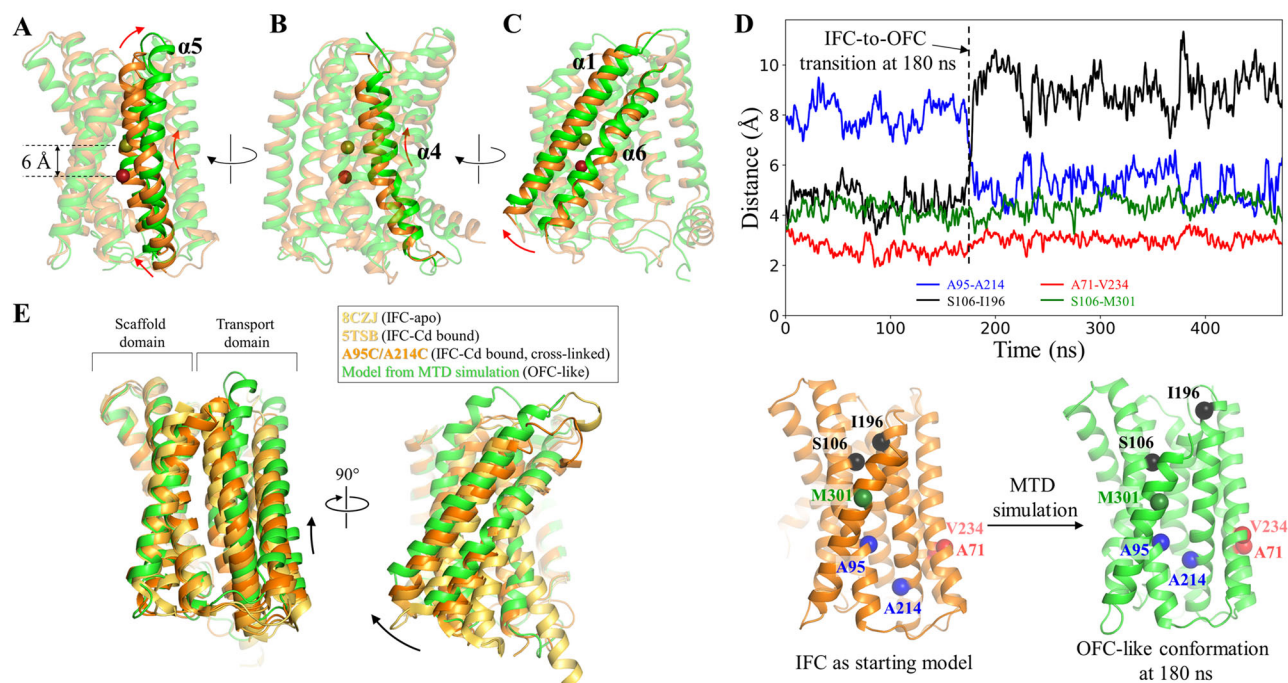 A
α5
6 Å
B
α4
C
α1
α6
D
IFC-to-OFC
transition at 180 ns
Distance (Å)
10
8
6
4
2
A95-A214
A71-V234
S106-I196
S106-M301
0
100
200
300
400
Time (ns)
E
Scaffold
domain
Transport
domain
8CZJ (IFC-apo)
5TSB (IFC-Cd bound)
A95C/A214C (IFC-Cd bound, cross-linked)
Model from MTD simulation (OFC-like)
90°
I196
S106
M301
V234
A71
A95
A214
IFC as starting model
MTD
simulation
I196
S106
M301
V234
A71
A95
A214
OFC-like conformation
at 180 ns